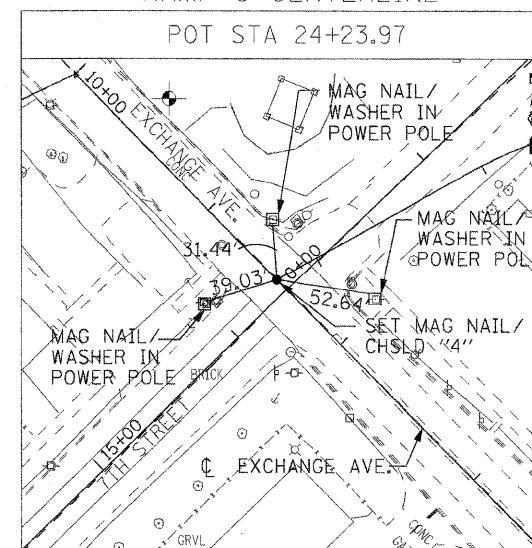 POT STA 24+23.97
10+00
EXCHANGE AVE.
CONC
MAG NAIL/
WASHER IN
POWER POLE
31.44'
0+00
39.03'
52.64'
MAG NAIL/
WASHER IN
POWER POL
SET MAG NAIL/
CHSLD "4"
MAG NAIL/
WASHER IN
POWER POLE
BRICK
15+00
7TH STREET
℄ EXCHANGE AVE.
GRVL